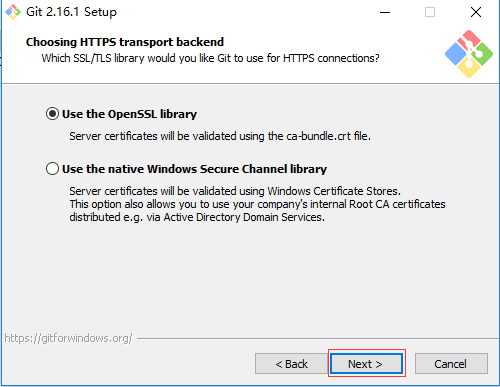 Git 2.16.1 Setup
Choosing HTTPS transport backend
Which SSL/TLS library would you like Git to use for HTTPS connections?
Use the OpenSSL library
Server certificates will be validated using the ca-bundle.crt file.
Use the native Windows Secure Channel library
Server certificates will be validated using Windows Certificate Stores.
This option also allows you to use your company's internal Root CA certificates
distributed e.g. via Active Directory Domain Services.
https://gitforwindows.org/
< Back
Next >
Cancel